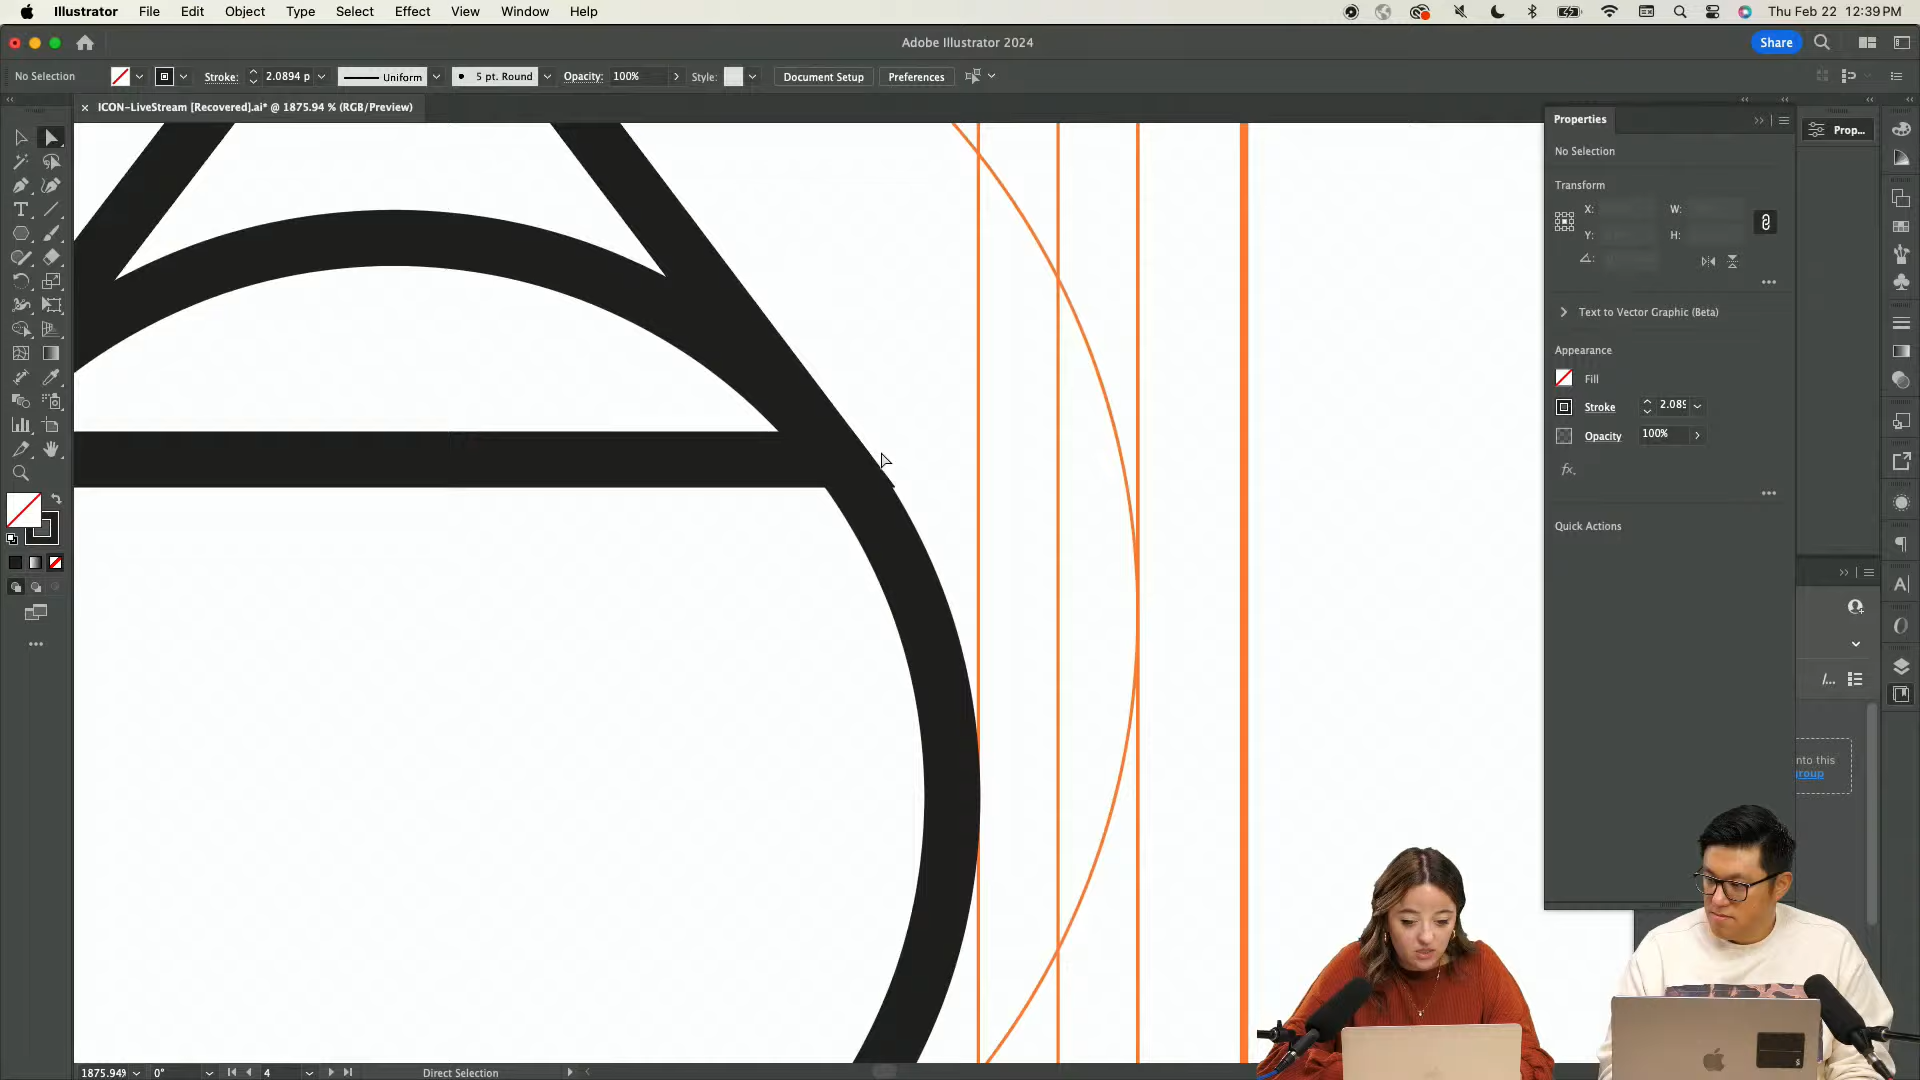 Illustrator File Edit Object Type Select Effect View Window Help Thu Feb 22 12:39 PM
Adobe Illustrator 2024
Share
No Selection Stroke: 2.0894 p Uniform 5 pt. Round Opacity: 100% Style: Document Setup Preferences
× ICON-LiveStream [Recovered].ai* @ 1875.94 % (RGB/Preview)
Properties
Prop...
No Selection
Transform
X: W:
Y: H:
Text to Vector Graphic (Beta)
Appearance
Fill
Stroke 2.089
Opacity 100%
fx.
Quick Actions
nto this
group
1875.94% 0° 4 Direct Selection